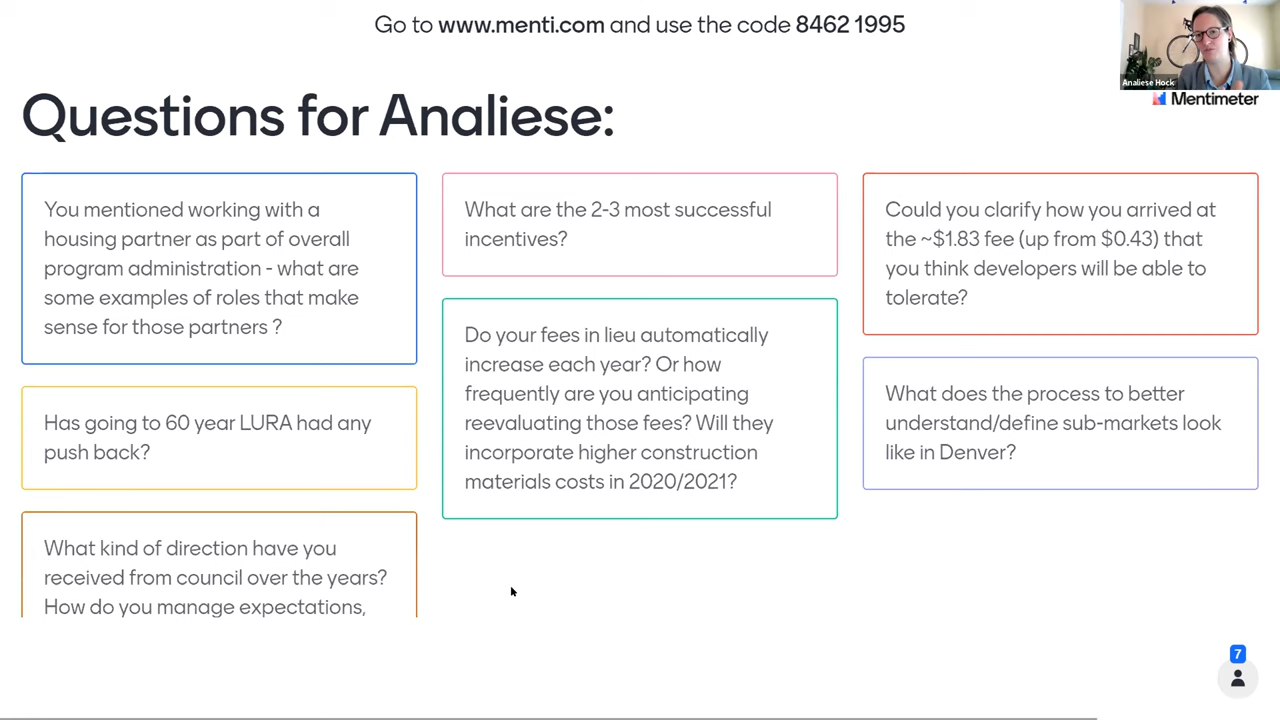 Go to www.menti.com and use the code 8462 1995
Analiese Hock
Mentimeter
Questions for Analiese:
You mentioned working with a
housing partner as part of overall
program administration - what are
some examples of roles that make
sense for those partners ?
Has going to 60 year LURA had any
push back?
What kind of direction have you
received from council over the years?
How do you manage expectations,
What are the 2-3 most successful
incentives?
Do your fees in lieu automatically
increase each year? Or how
frequently are you anticipating
reevaluating those fees? Will they
incorporate higher construction
materials costs in 2020/2021?
Could you clarify how you arrived at
the ~$1.83 fee (up from $0.43) that
you think developers will be able to
tolerate?
What does the process to better
understand/define sub-markets look
like in Denver?
7